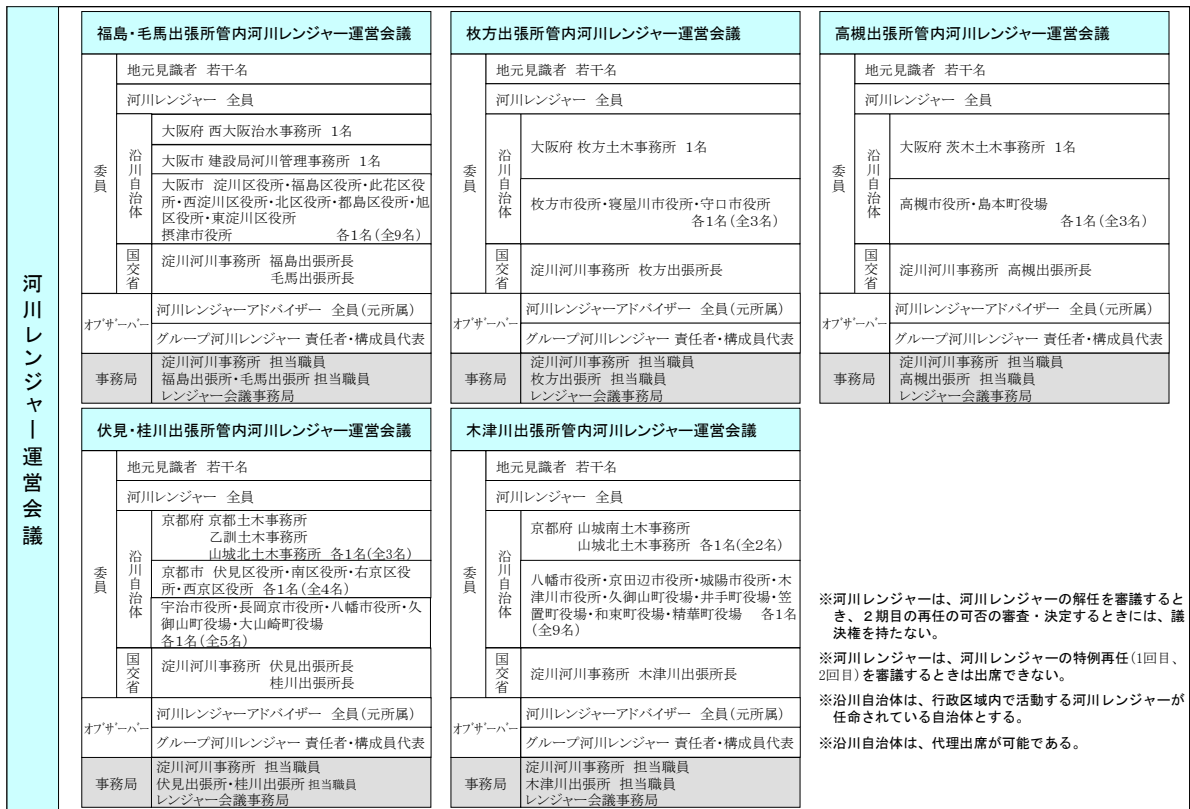 河川レンジャー運営会議
福島・毛馬出張所管内河川レンジャー運営会議
委員
地元見識者 若干名
河川レンジャー 全員
沿川自治体
大阪府 西大阪治水事務所 1名
大阪市 建設局河川管理事務所 1名
大阪市 淀川区役所・福島区役所・此花区役
所・西淀川区役所・北区役所・都島区役所・旭
区役所・東淀川区役所
摂津市役所 各1名(全9名)
国交省
淀川河川事務所 福島出張所長
毛馬出張所長
オブザーバー
河川レンジャーアドバイザー 全員(元所属)
グループ河川レンジャー 責任者・構成員代表
事務局
淀川河川事務所 担当職員
福島出張所・毛馬出張所 担当職員
レンジャー会議事務局
枚方出張所管内河川レンジャー運営会議
委員
地元見識者 若干名
河川レンジャー 全員
沿川自治体
大阪府 枚方土木事務所 1名
枚方市役所・寝屋川市役所・守口市役所
各1名(全3名)
国交省
淀川河川事務所 枚方出張所長
オブザーバー
河川レンジャーアドバイザー 全員(元所属)
グループ河川レンジャー 責任者・構成員代表
事務局
淀川河川事務所 担当職員
枚方出張所 担当職員
レンジャー会議事務局
高槻出張所管内河川レンジャー運営会議
委員
地元見識者 若干名
河川レンジャー 全員
沿川自治体
大阪府 茨木土木事務所 1名
高槻市役所・島本町役場
各1名(全3名)
国交省
淀川河川事務所 高槻出張所長
オブザーバー
河川レンジャーアドバイザー 全員(元所属)
グループ河川レンジャー 責任者・構成員代表
事務局
淀川河川事務所 担当職員
高槻出張所 担当職員
レンジャー会議事務局
伏見・桂川出張所管内河川レンジャー運営会議
委員
地元見識者 若干名
河川レンジャー 全員
沿川自治体
京都府 京都土木事務所
乙訓土木事務所
山城北土木事務所 各1名(全3名)
京都市 伏見区役所・南区役所・右京区役
所・西京区役所 各1名(全4名)
宇治市役所・長岡京市役所・八幡市役所・久
御山町役場・大山崎町役場
各1名(全5名)
国交省
淀川河川事務所 伏見出張所長
桂川出張所長
オブザーバー
河川レンジャーアドバイザー 全員(元所属)
グループ河川レンジャー 責任者・構成員代表
事務局
淀川河川事務所 担当職員
伏見出張所・桂川出張所 担当職員
レンジャー会議事務局
木津川出張所管内河川レンジャー運営会議
委員
地元見識者 若干名
河川レンジャー 全員
沿川自治体
京都府 山城南土木事務所
山城北土木事務所 各1名(全2名)
八幡市役所・京田辺市役所・城陽市役所・木
津川市役所・久御山町役場・井手町役場・笠
置町役場・和束町役場・精華町役場 各1名
(全9名)
国交省
淀川河川事務所 木津川出張所長
オブザーバー
河川レンジャーアドバイザー 全員(元所属)
グループ河川レンジャー 責任者・構成員代表
事務局
淀川河川事務所 担当職員
木津川出張所 担当職員
レンジャー会議事務局
※河川レンジャーは、河川レンジャーの解任を審議すると
き、2期目の再任の可否の審査・決定するときには、議
決権を持たない。
※河川レンジャーは、河川レンジャーの特例再任(1回目、
2回目)を審議するときは出席できない。
※沿川自治体は、行政区域内で活動する河川レンジャーが
任命されている自治体とする。
※沿川自治体は、代理出席が可能である。